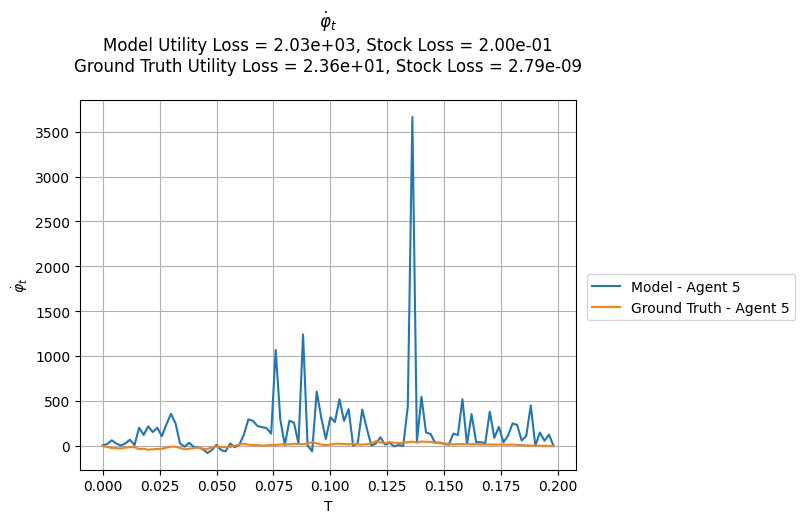 φ̇ₜ
Model Utility Loss = 2.03e+03, Stock Loss = 2.00e-01
Ground Truth Utility Loss = 2.36e+01, Stock Loss = 2.79e-09
3500
3000
2500
2000
1500
1000
500
0
φ̇ₜ
0.000 0.025 0.050 0.075 0.100 0.125 0.150 0.175 0.200
T
Model - Agent 5
Ground Truth - Agent 5